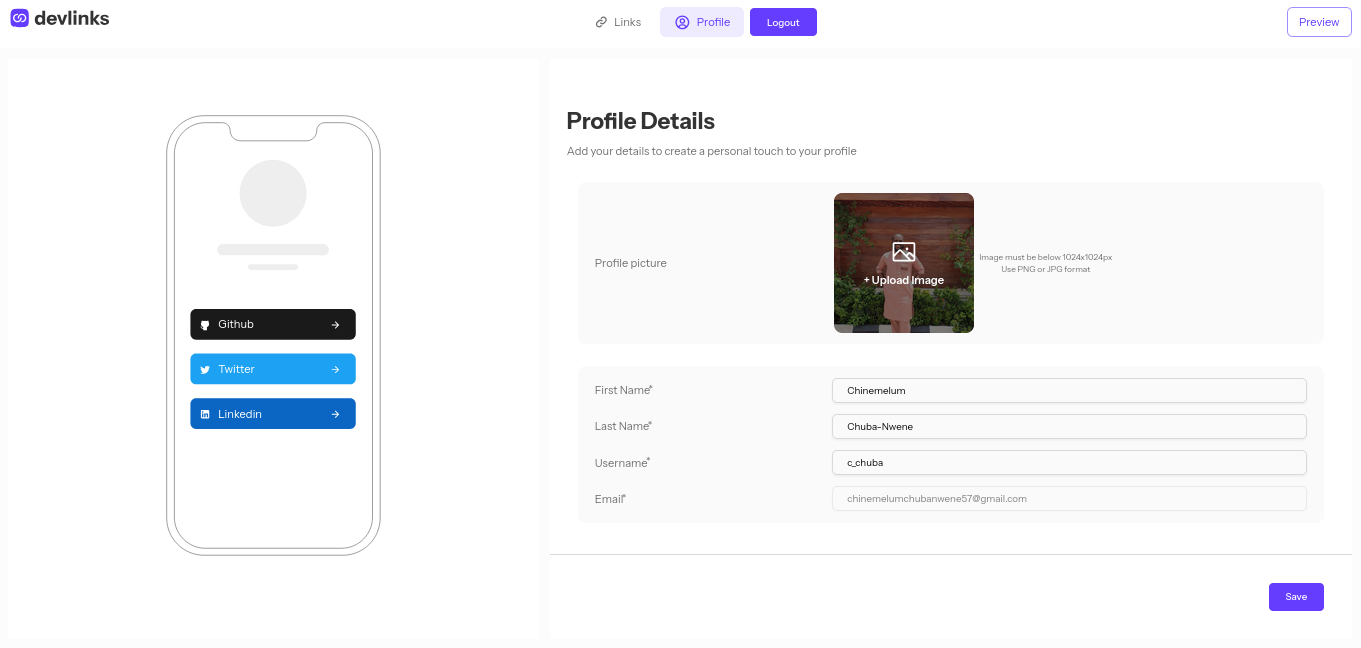 devlinks
Links
Profile
Logout
Preview
Github
Twitter
Linkedin
Profile Details
Add your details to create a personal touch to your profile
Profile picture
+ Upload Image
Image must be below 1024x1024px
Use PNG or JPG format
First Name*
Chinemelum
Last Name*
Chuba-Nwene
Username*
c_chuba
Email*
chinemelumchubanwene57@gmail.com
Save